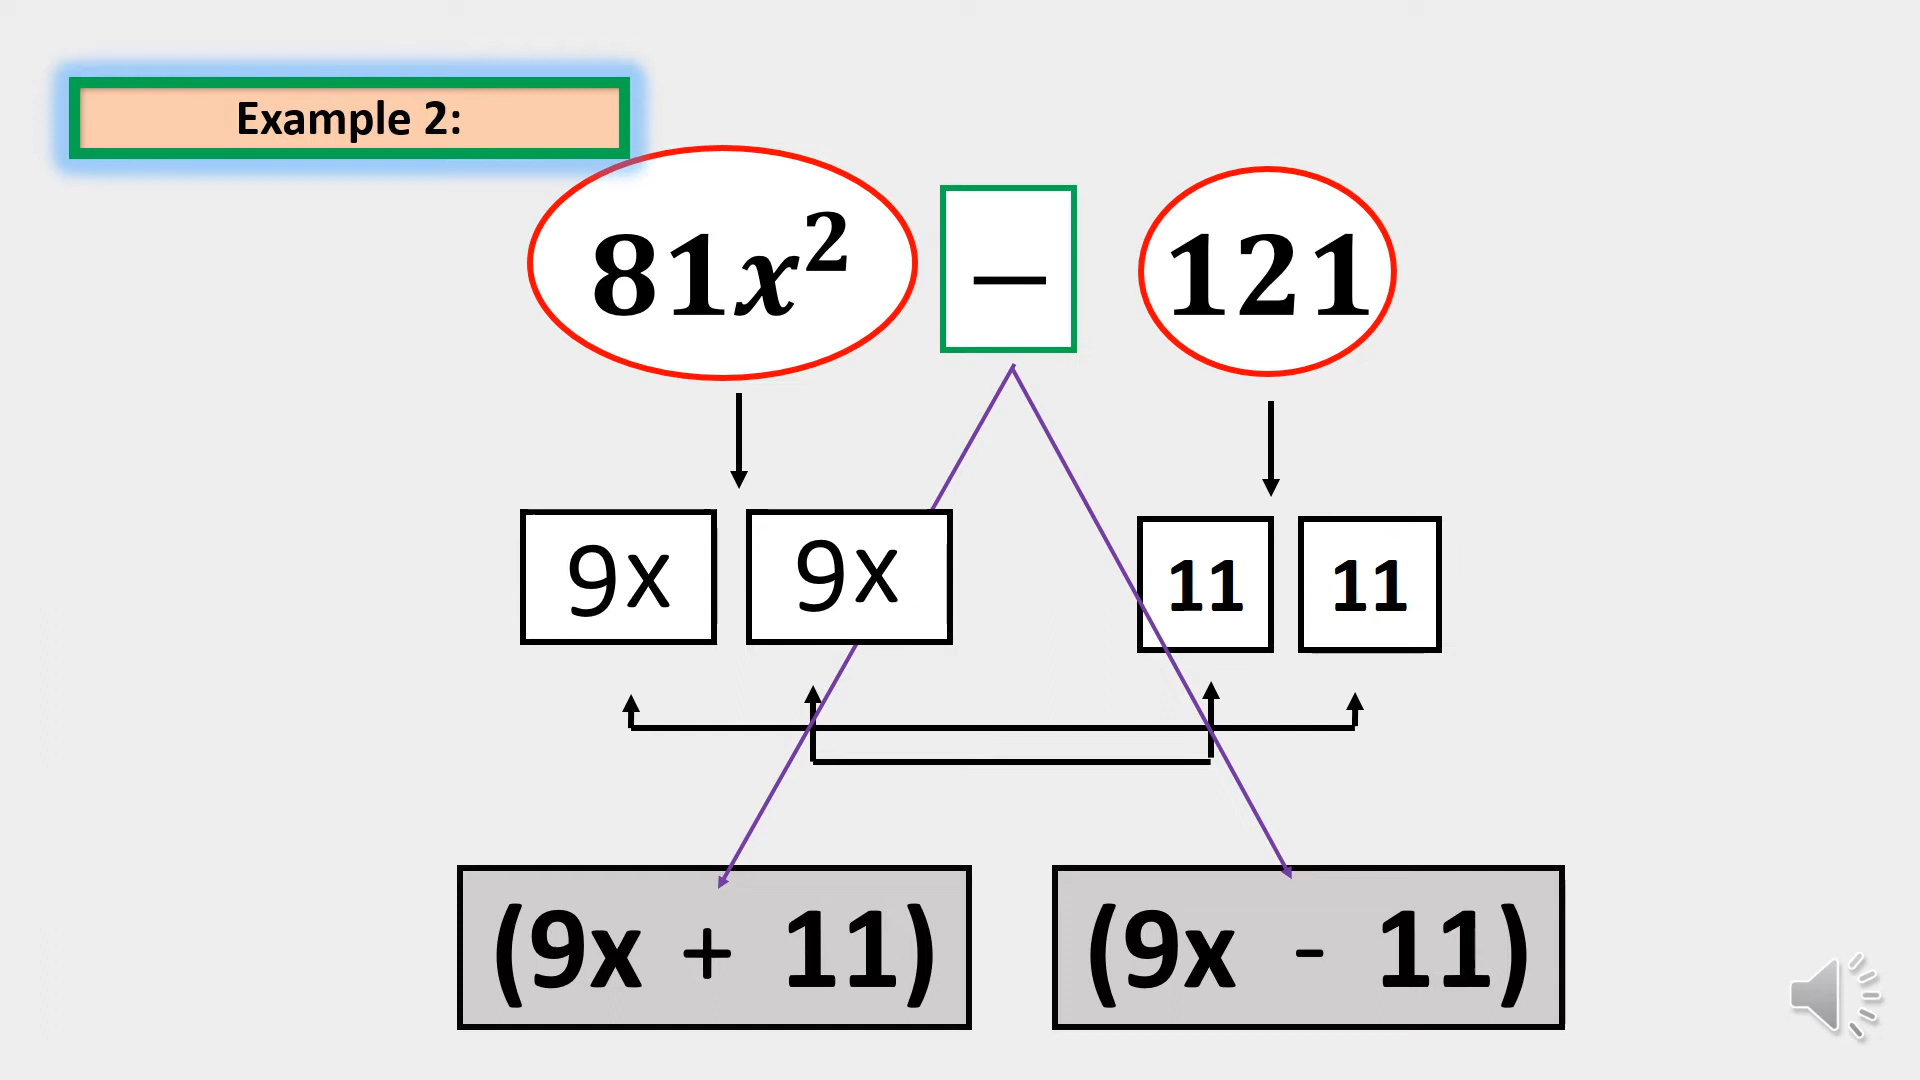 Example 2:
81x² − 121
9x 9x 11 11
(9x + 11) (9x - 11)